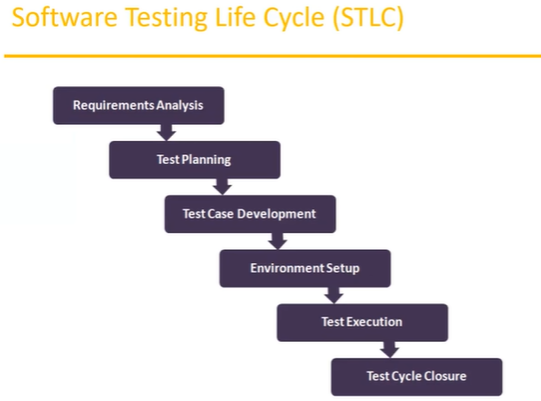 Software Testing Life Cycle (STLC)
Requirements Analysis
Test Planning
Test Case Development
Environment Setup
Test Execution
Test Cycle Closure